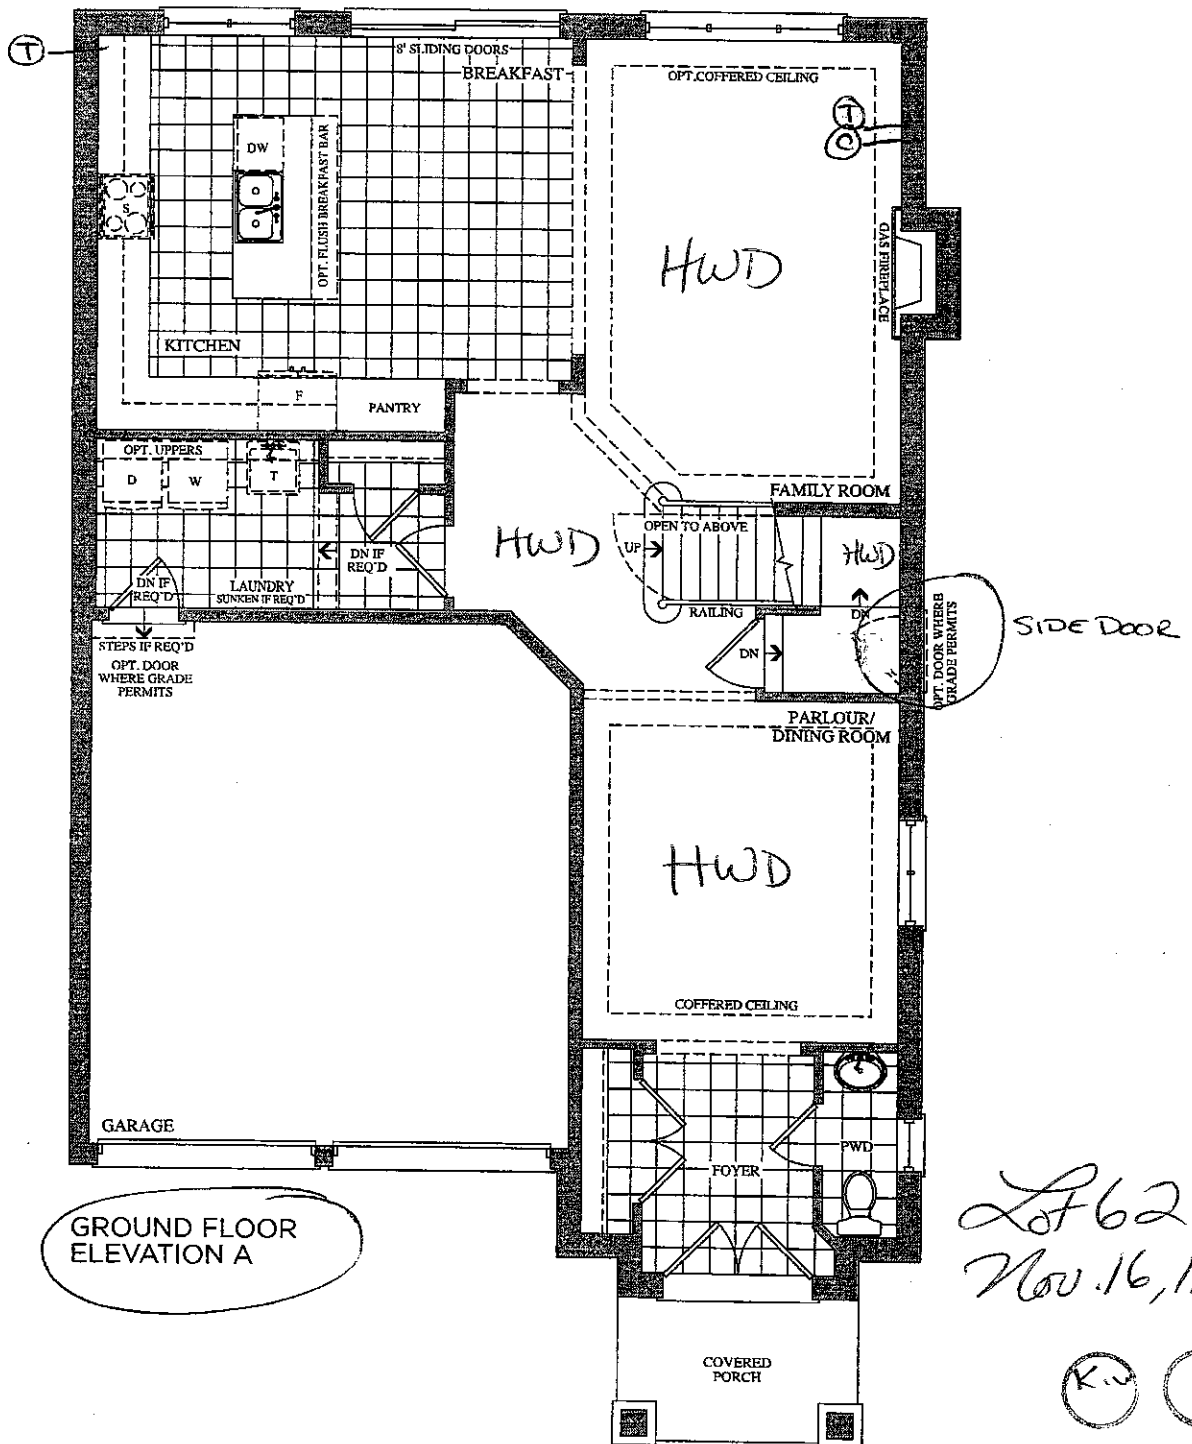 T
8' SLIDING DOORS
BREAKFAST
OPT. COFFERED CEILING
T
C
DW
OPT. FLUSH BREAKFAST BAR
S
HWD
GAS FIREPLACE
KITCHEN
F
PANTRY
OPT. UPPERS
D
W
T
FAMILY ROOM
OPEN TO ABOVE
HWD
UP
HWD
DN IF
REQ'D
DN IF
REQ'D
LAUNDRY
SUNKEN IF REQ'D
RAILING
DN
SIDE DOOR
OPT. DOOR WHERE
GRADE PERMITS
DN
STEPS IF REQ'D
OPT. DOOR
WHERE GRADE
PERMITS
PARLOUR/
DINING ROOM
HWD
COFFERED CEILING
GARAGE
PWD
FOYER
GROUND FLOOR
ELEVATION A
Lot 62
Nov. 16, 1
COVERED
PORCH